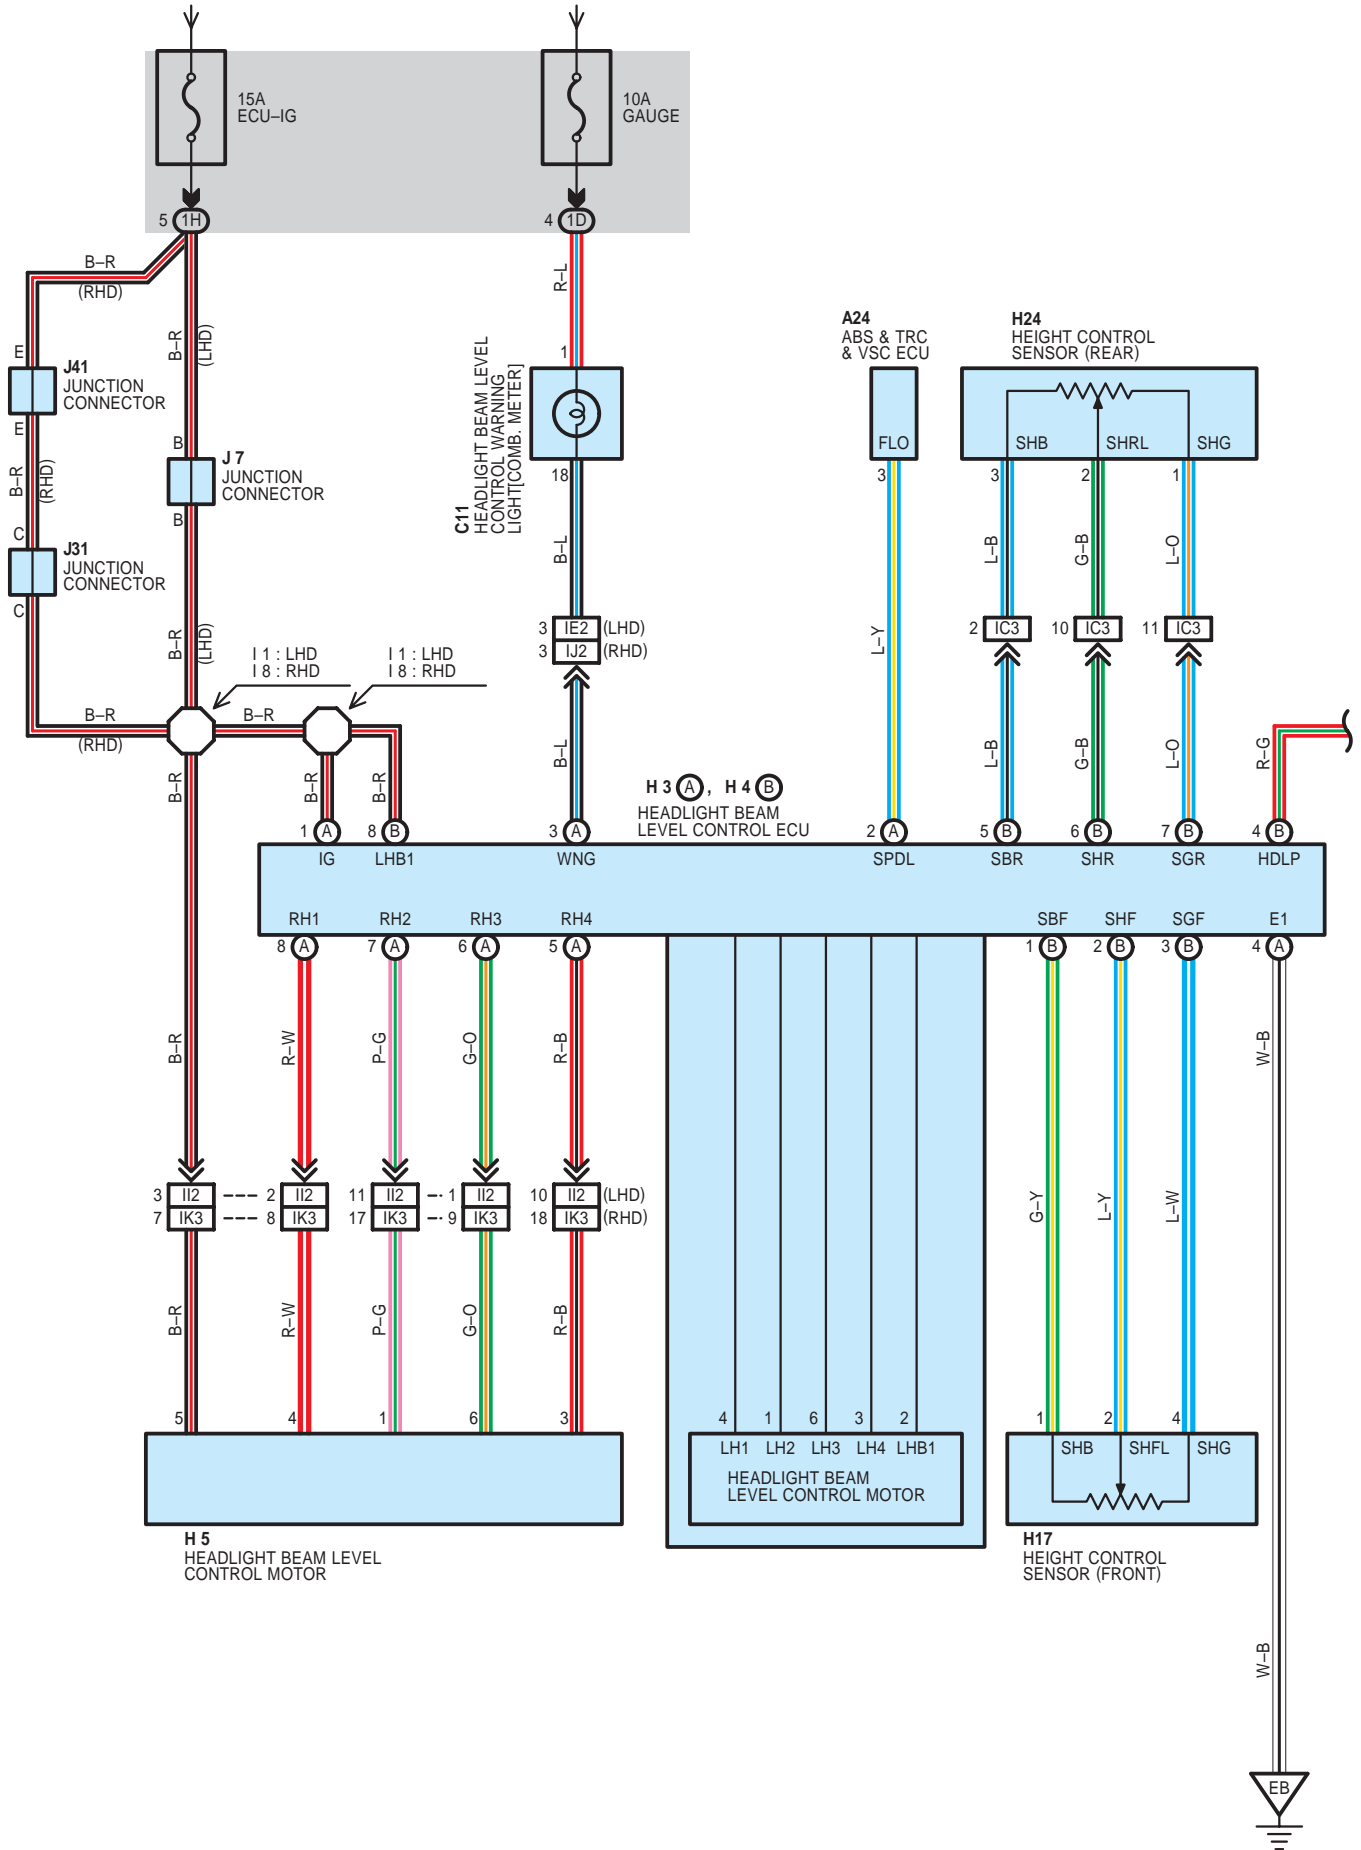 15A
ECU–IG
10A
GAUGE
5 1H
4 1D
B–R
(RHD)
B–R
(LHD)
R–L
E
J41
JUNCTION
CONNECTOR
E
B–R
(RHD)
C
J31
JUNCTION
CONNECTOR
C
B
J 7
JUNCTION
CONNECTOR
B
B–R
(LHD)
1
C11
HEADLIGHT BEAM LEVEL
CONTROL WARNING
LIGHT[COMB. METER]
18
B–L
3 IE2 (LHD)
3 IJ2 (RHD)
B–L
A24
ABS & TRC
& VSC ECU
FLO
3
L–Y
H24
HEIGHT CONTROL
SENSOR (REAR)
SHB SHRL SHG
3 2 1
L–B G–B L–O
2 IC3 10 IC3 11 IC3
L–B G–B L–O
R–G
I 1 : LHD
I 8 : RHD
I 1 : LHD
I 8 : RHD
B–R
(RHD)
B–R
B–R
B–R
B–R
H 3 A , H 4 B
HEADLIGHT BEAM
LEVEL CONTROL ECU
1 A 8 B 3 A 2 A 5 B 6 B 7 B 4 B
IG LHB1 WNG SPDL SBR SHR SGR HDLP
RH1 RH2 RH3 RH4 SBF SHF SGF E1
8 A 7 A 6 A 5 A 1 B 2 B 3 B 4 A
B–R R–W P–G G–O R–B W–B
3 II2 2 II2 11 II2 1 II2 10 II2 (LHD)
7 IK3 8 IK3 17 IK3 9 IK3 18 IK3 (RHD)
G–Y L–Y L–W
B–R R–W P–G G–O R–B
5 4 1 6 3
4 1 6 3 2
1 2 4
LH1 LH2 LH3 LH4 LHB1
HEADLIGHT BEAM
LEVEL CONTROL MOTOR
SHB SHFL SHG
H 5
HEADLIGHT BEAM LEVEL
CONTROL MOTOR
H17
HEIGHT CONTROL
SENSOR (FRONT)
W–B
EB